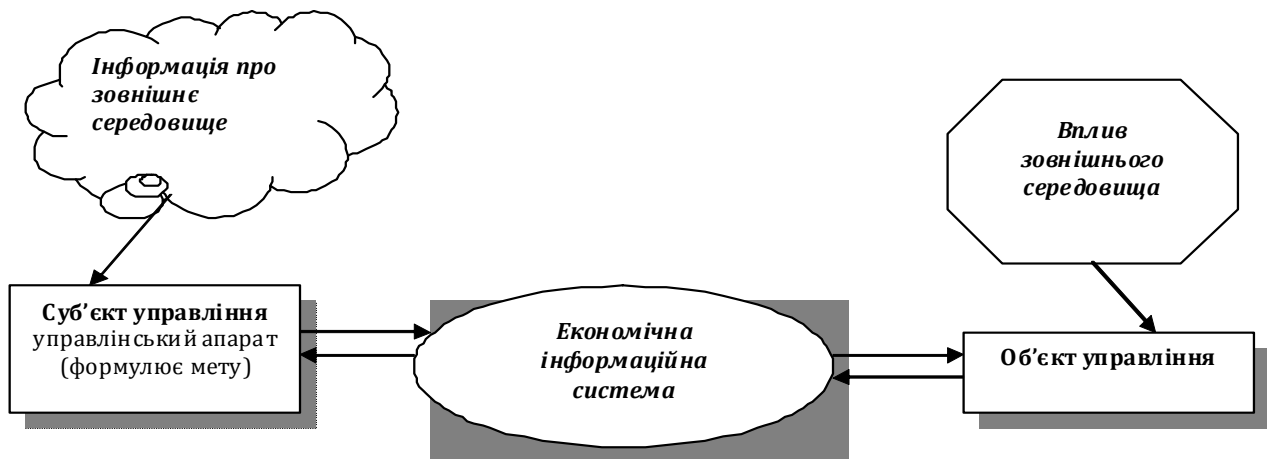 Інформація про
зовнішнє
середовище
Вплив
зовнішнього
середовища
Суб’єкт управління
управлінський апарат
(формулює мету)
Економічна
інформаційна
система
Об’єкт управління